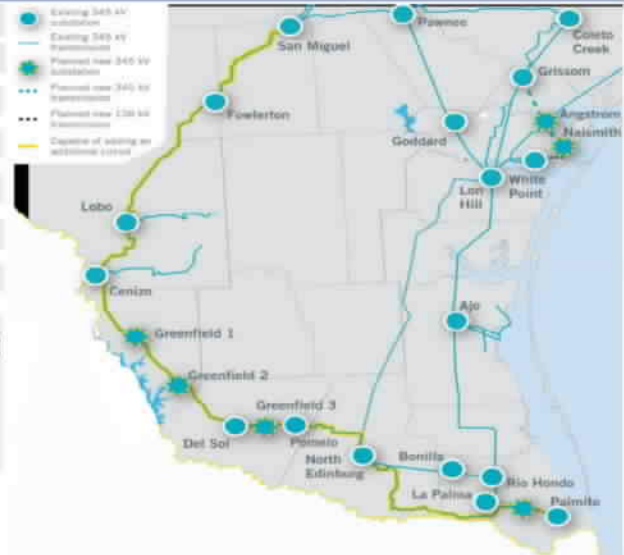 Existing 345 kV
substation
Existing 345 kV
transmission
Planned new 345 kV
substation
Planned new 345 kV
transmission
Planned new 138 kV
transmission
Capable of adding an
additional circuit
San Miguel
Pawnee
Coleto
Creek
Grissom
Fowlerton
Goddard
Angstrom
Naismith
Lon
Hill
White
Point
Lobo
Cenizo
Ajo
Greenfield 1
Greenfield 2
Greenfield 3
Del Sol
Pomelo
North
Edinburg
Bonilla
Rio Hondo
La Palma
Palmito